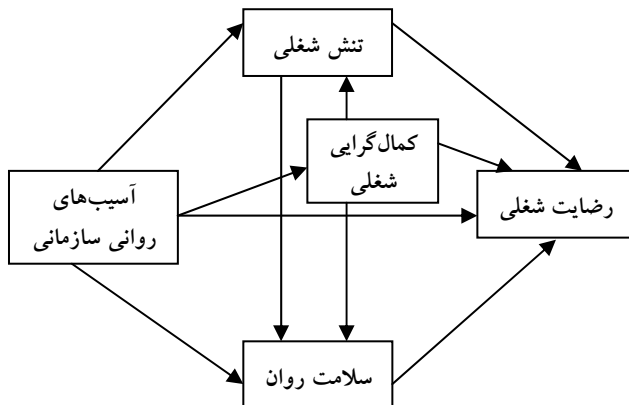 تنش شغلی
کمال‌گرایی
شغلی
آسیب‌های
روانی سازمانی
رضایت شغلی
سلامت روان